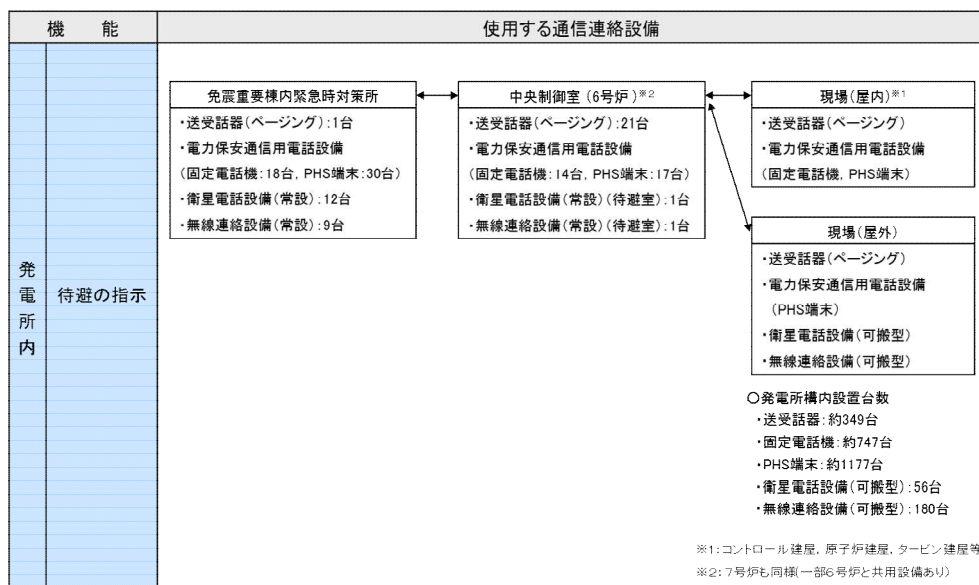 機 能
使用する通信連絡設備
発電所内
待避の指示
免震重要棟内緊急時対策所
・送受話器(ページング):1台
・電力保安通信用電話設備
(固定電話機:18台, PHS端末:30台)
・衛星電話設備(常設):12台
・無線連絡設備(常設):9台
中央制御室(6号炉)※2
・送受話器(ページング):21台
・電力保安通信用電話設備
(固定電話機:14台, PHS端末:17台)
・衛星電話設備(常設)(待避室):1台
・無線連絡設備(常設)(待避室):1台
現場(屋内)※1
・送受話器(ページング)
・電力保安通信用電話設備
(固定電話機, PHS端末)
現場(屋外)
・送受話器(ページング)
・電力保安通信用電話設備
(PHS端末)
・衛星電話設備(可搬型)
・無線連絡設備(可搬型)
○発電所構内設置台数
・送受話器:約349台
・固定電話機:約747台
・PHS端末:約1177台
・衛星電話設備(可搬型):56台
・無線連絡設備(可搬型):180台
※1:コントロール建屋, 原子炉建屋, タービン建屋等
※2:7号炉も同様(一部6号炉と共用設備あり)